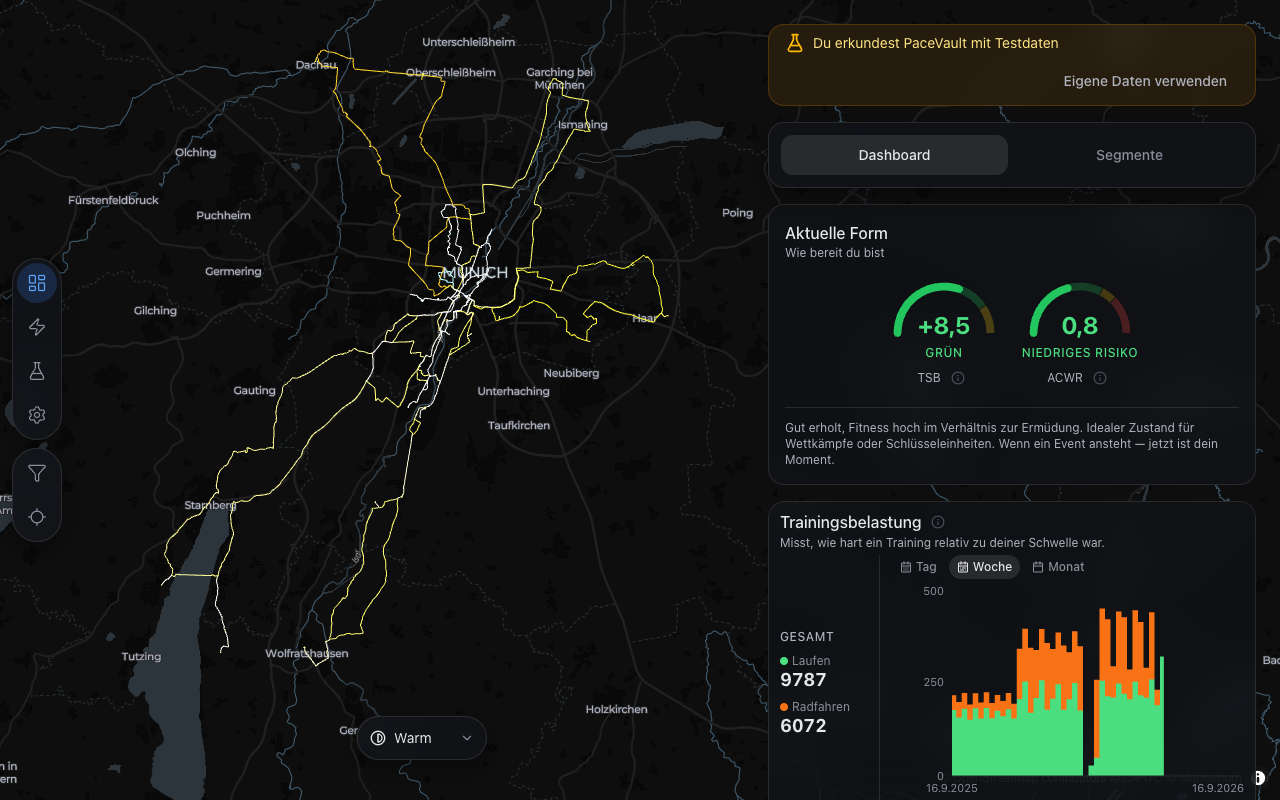 Unterschleißheim
Dachau
Oberschleißheim
Garching bei
München
Ismaning
Olching
Fürstenfeldbruck
Puchheim
Poing
Germering
MUNICH
Gilching
Haar
Neubiberg
Gauting
Unterhaching
Taufkirchen
Starnberg
Isar
Tutzing
Wolfratshausen
Holzkirchen
Warm
Du erkundest PaceVault mit Testdaten
Eigene Daten verwenden
Dashboard
Segmente
Aktuelle Form
Wie bereit du bist
+8,5
0,8
GRÜN
NIEDRIGES RISIKO
TSB
ACWR
Gut erholt, Fitness hoch im Verhältnis zur Ermüdung. Idealer Zustand für
Wettkämpfe oder Schlüsseleinheiten. Wenn ein Event ansteht — jetzt ist dein
Moment.
Trainingsbelastung
Misst, wie hart ein Training relativ zu deiner Schwelle war.
Tag
Woche
Monat
GESAMT
Laufen
9787
Radfahren
6072
500
250
0
16.9.2025
16.9.2026